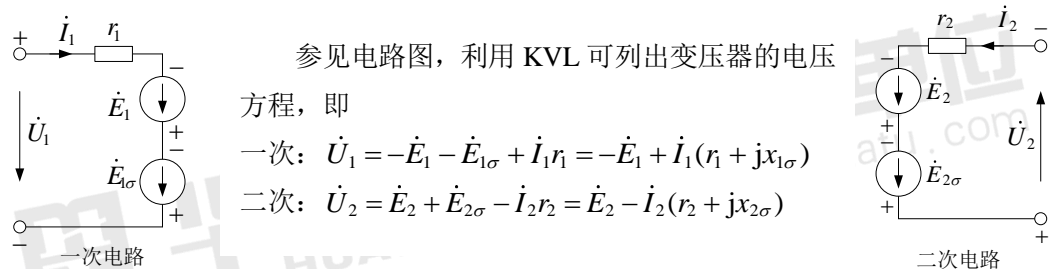 +
İ₁
r₁
−
Ė₁
+
U̇₁
−
Ė₁σ
+
−
一次电路
参见电路图，利用 KVL 可列出变压器的电压
方程，即
一次：U̇₁ = −Ė₁ − Ė₁σ + İ₁r₁ = −Ė₁ + İ₁(r₁ + jx₁σ)
二次：U̇₂ = Ė₂ + Ė₂σ − İ₂r₂ = Ė₂ − İ₂(r₂ + jx₂σ)
r₂
İ₂
−
−
Ė₂
+
U̇₂
−
Ė₂σ
+
+
二次电路